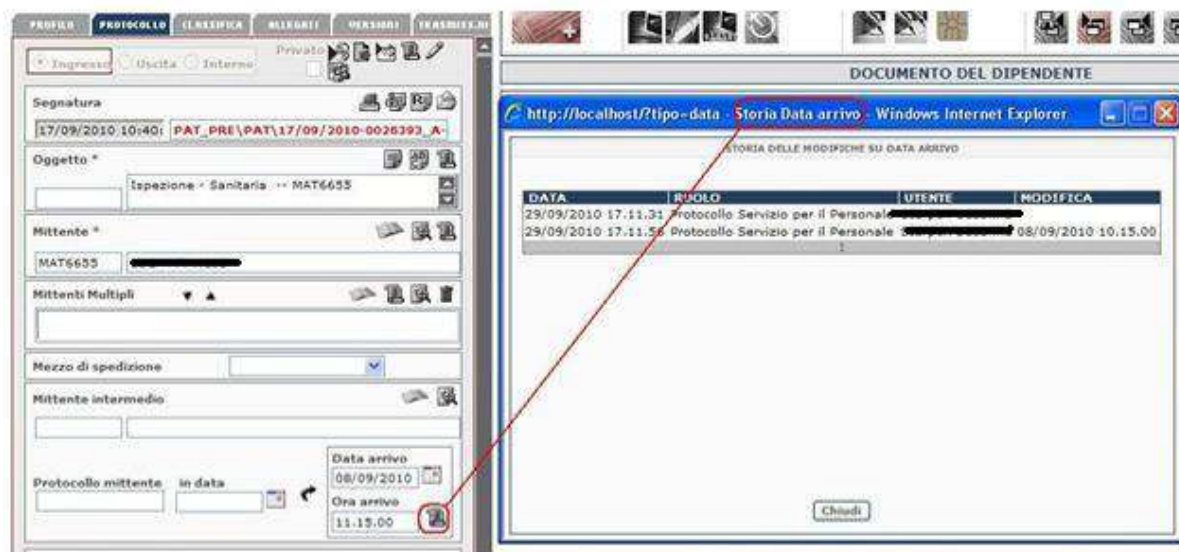 PROFILO PROTOCOLLO CLASSIFICA ALLEGATI VERSIONI TRASMISS.NI
Ingresso Uscita Interno Privato
Segnatura
17/09/2010 10:40: PAT_PRE\PAT\17/09/2010-0026393_A-
Oggetto *
Ispezione - Sanitaria -- MAT6655
Mittente *
MAT6655
Mittenti Multipli
Mezzo di spedizione
Mittente intermedio
Data arrivo
08/09/2010
Protocollo mittente in data
Ora arrivo
11.15.00
DOCUMENTO DEL DIPENDENTE
http://localhost/?tipo=data - Storia Data arrivo - Windows Internet Explorer
STORIA DELLE MODIFICHE SU DATA ARRIVO
DATA RUOLO UTENTE MODIFICA
29/09/2010 17.11.31 Protocollo Servizio per il Personale
29/09/2010 17.11.56 Protocollo Servizio per il Personale 08/09/2010 10.15.00
1
Chiudi